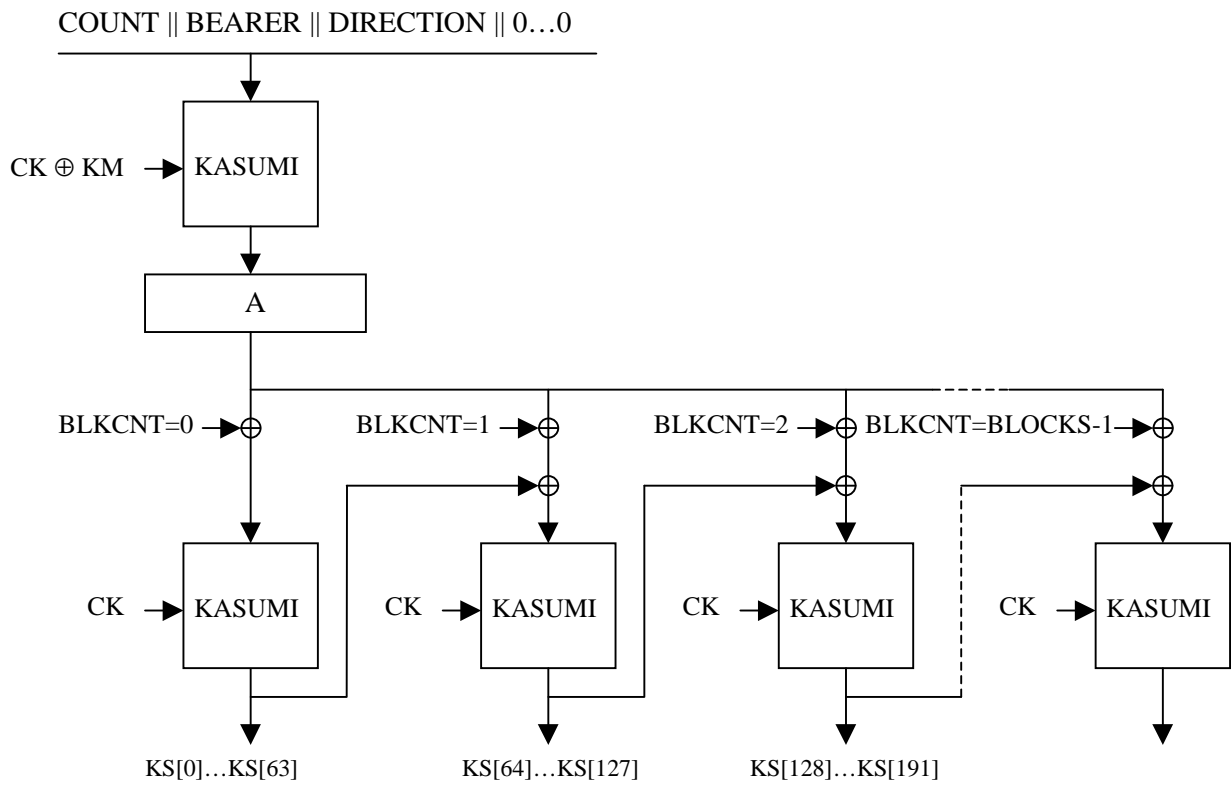 COUNT || BEARER || DIRECTION || 0…0
CK ⊕ KM
KASUMI
A
BLKCNT=0
BLKCNT=1
BLKCNT=2
BLKCNT=BLOCKS-1
CK
KASUMI
CK
KASUMI
CK
KASUMI
CK
KASUMI
KS[0]…KS[63]
KS[64]…KS[127]
KS[128]…KS[191]